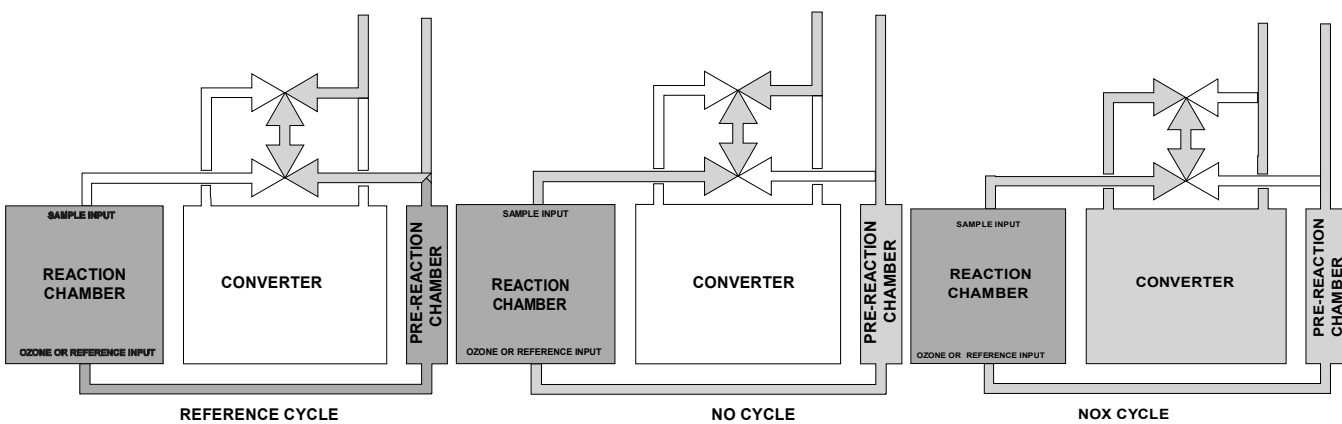 SAMPLE INPUT
REACTION
CHAMBER
OZONE OR REFERENCE INPUT
CONVERTER
PRE-REACTION
CHAMBER
REFERENCE CYCLE
SAMPLE INPUT
REACTION
CHAMBER
OZONE OR REFERENCE INPUT
CONVERTER
PRE-REACTION
CHAMBER
NO CYCLE
SAMPLE INPUT
REACTION
CHAMBER
OZONE OR REFERENCE INPUT
CONVERTER
PRE-REACTION
CHAMBER
NOX CYCLE